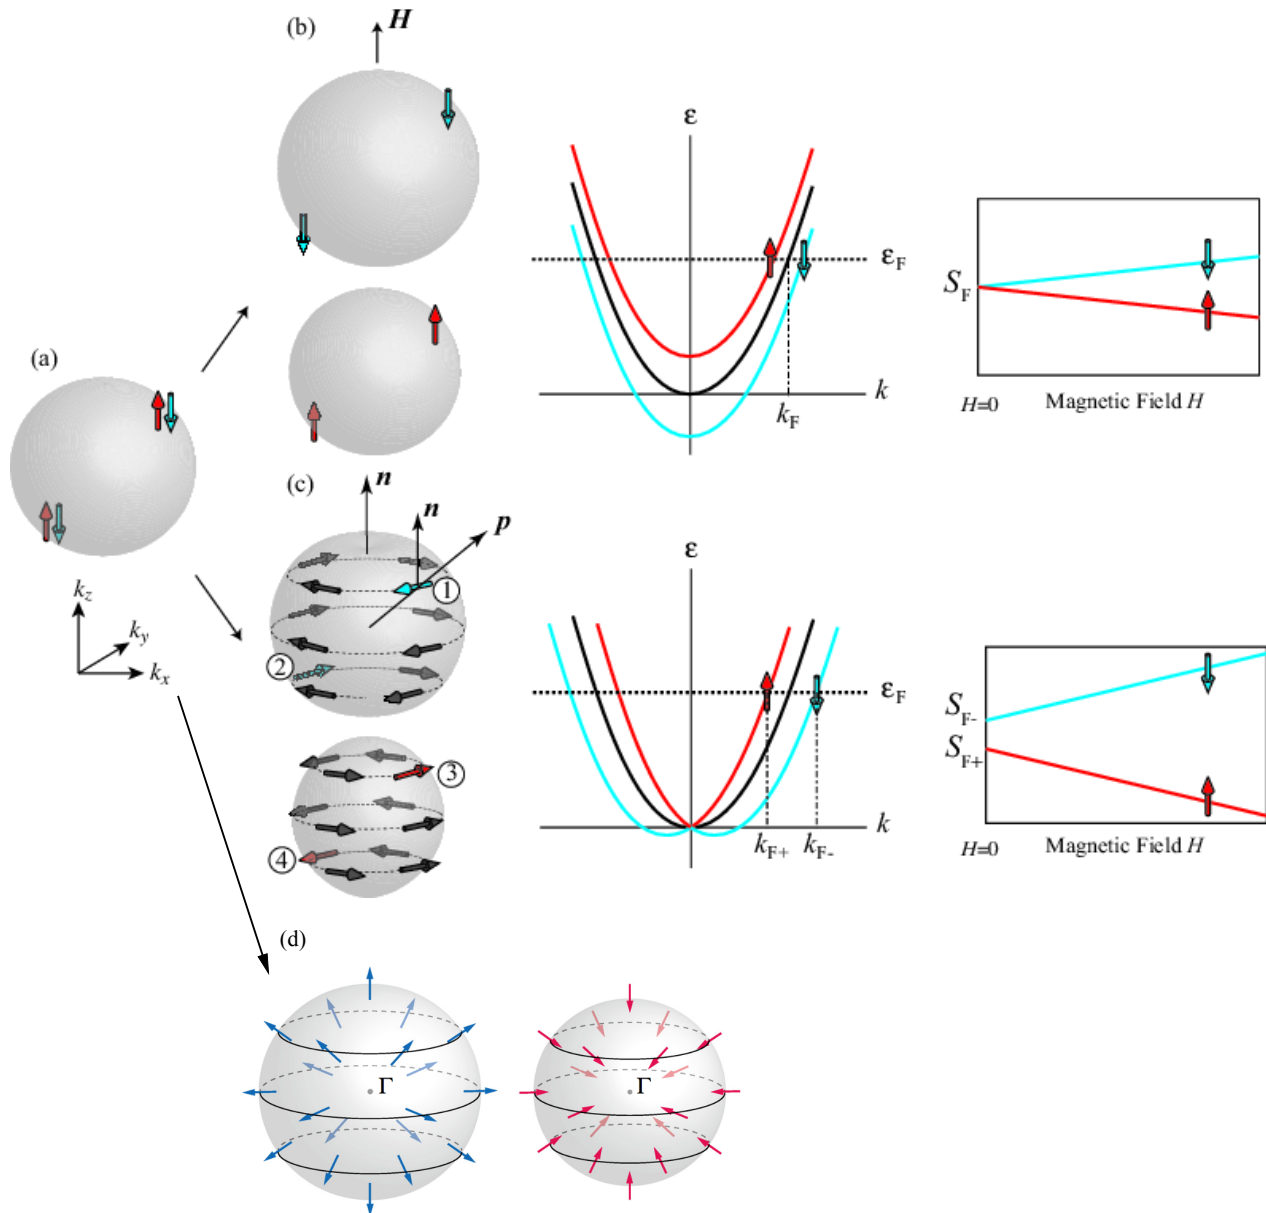 (b)
H
ε
ε_F
k
k_F
S_F
H=0
Magnetic Field H
(a)
k_z
k_y
k_x
(c)
n
n
p
①
②
③
④
ε
ε_F
k
k_F+
k_F-
S_F-
S_F+
H=0
Magnetic Field H
(d)
Γ
Γ